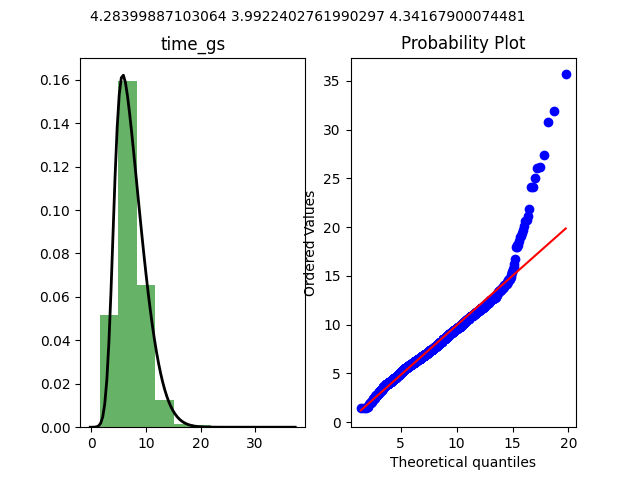 4.28399887103064 3.9922402761990297 4.34167900074481
time_gs
0.16
0.14
0.12
0.10
0.08
0.06
0.04
0.02
0.00
0 10 20 30
Probability Plot
Ordered Values
35
30
25
20
15
10
5
0
5 10 15 20
Theoretical quantiles